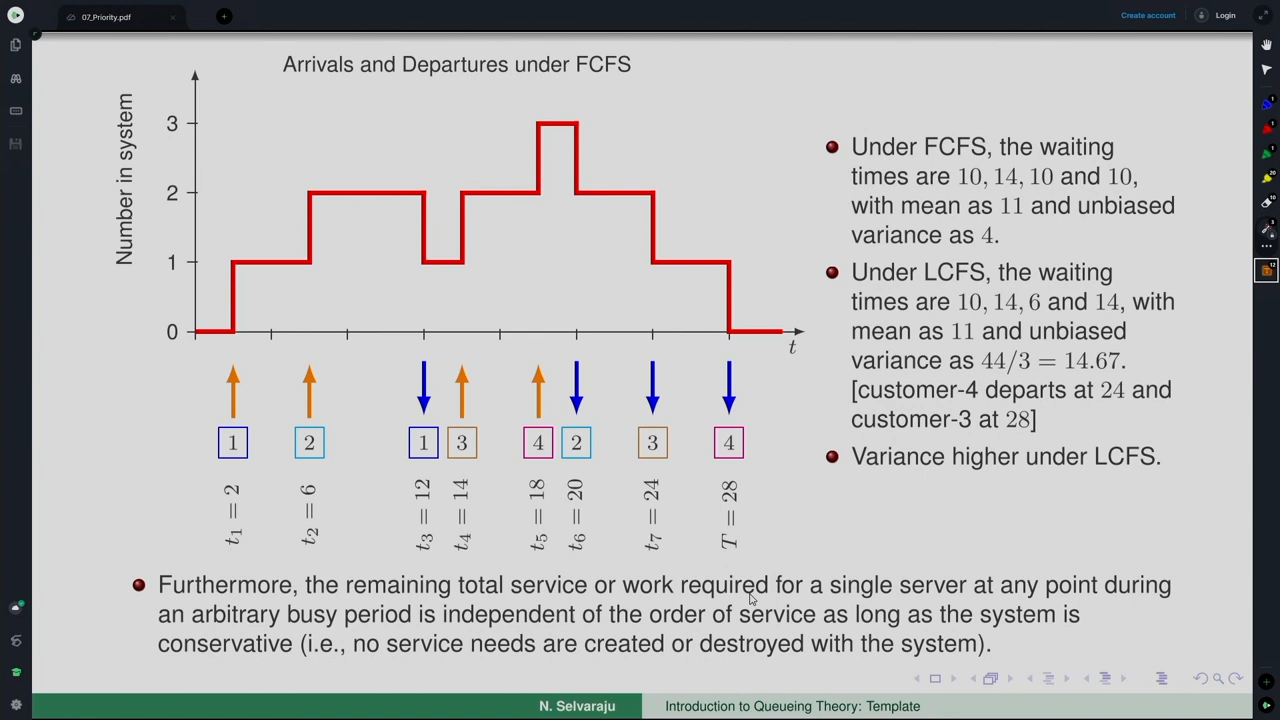 07_Priority.pdf
Create account
Login
Arrivals and Departures under FCFS
Number in system
3
2
1
0
t
1
2
1
3
4
2
3
4
t₁ = 2
t₂ = 6
t₃ = 12
t₄ = 14
t₅ = 18
t₆ = 20
t₇ = 24
T = 28
Under FCFS, the waiting
times are 10, 14, 10 and 10,
with mean as 11 and unbiased
variance as 4.
Under LCFS, the waiting
times are 10, 14, 6 and 14, with
mean as 11 and unbiased
variance as 44/3 = 14.67.
[customer-4 departs at 24 and
customer-3 at 28]
Variance higher under LCFS.
Furthermore, the remaining total service or work required for a single server at any point during
an arbitrary busy period is independent of the order of service as long as the system is
conservative (i.e., no service needs are created or destroyed with the system).
N. Selvaraju
Introduction to Queueing Theory: Template